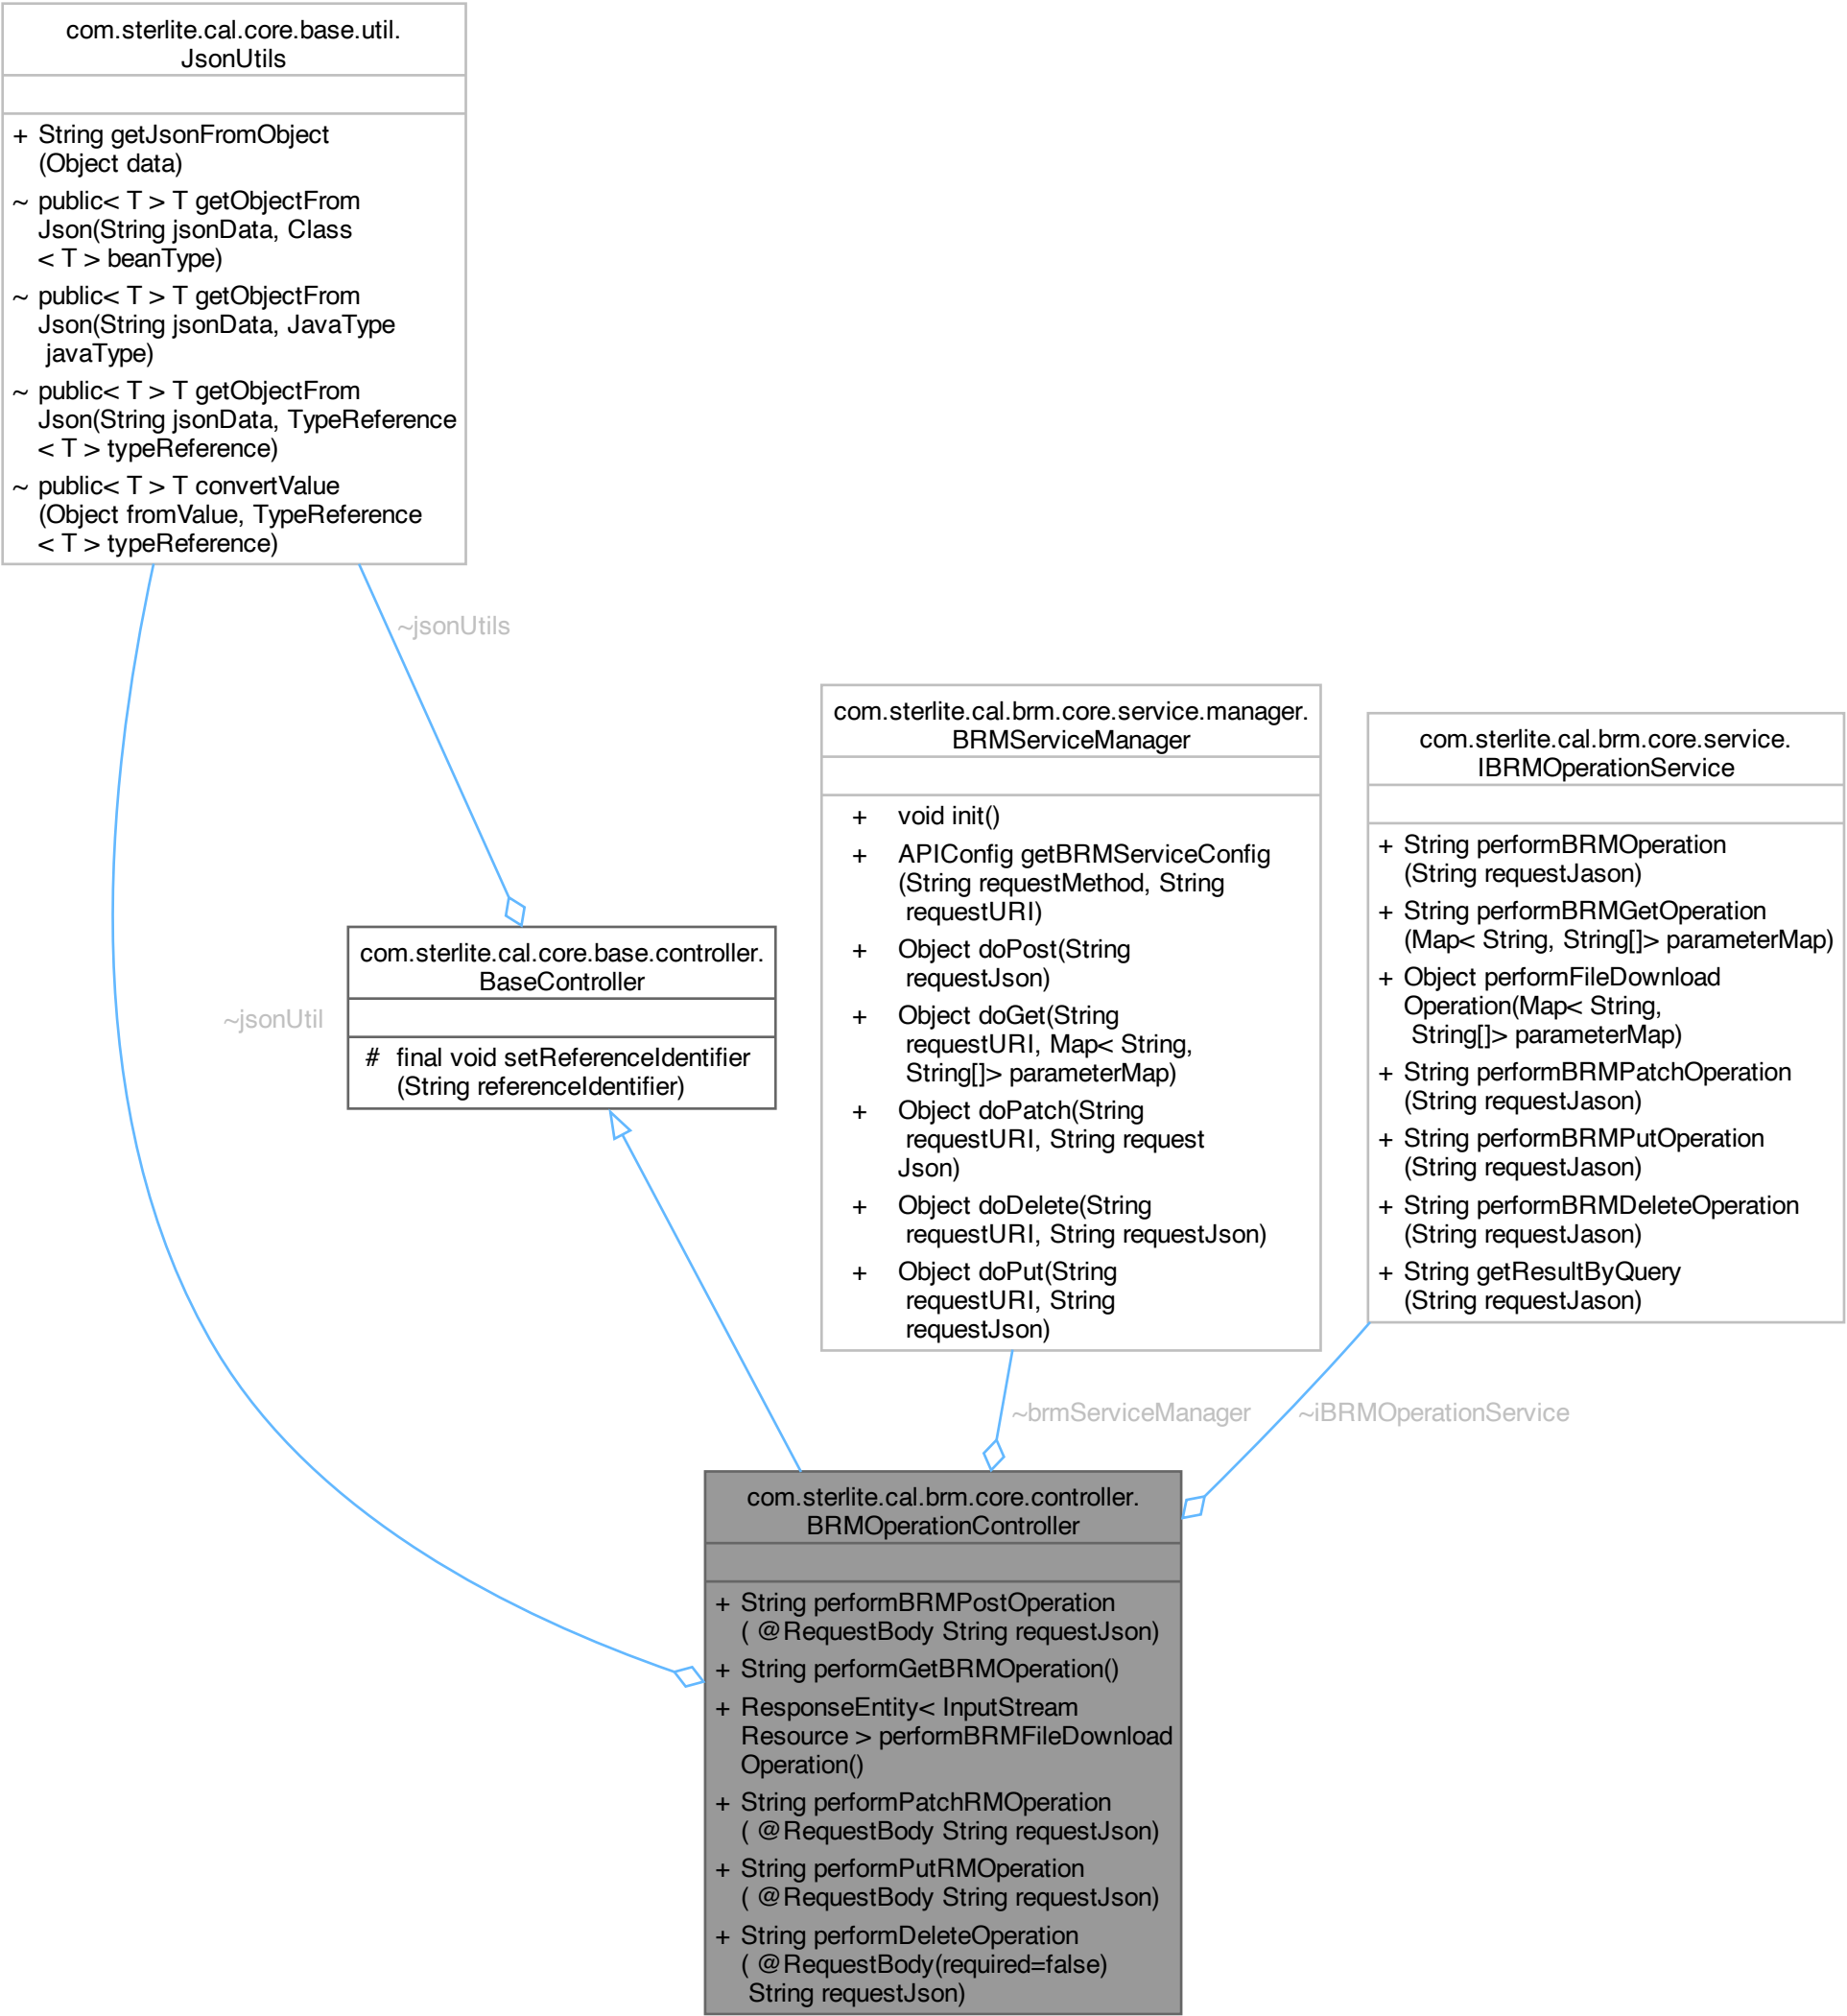 com.sterlite.cal.core.base.util.
JsonUtils
+ String getJsonFromObject
(Object data)
~ public< T > T getObjectFrom
Json(String jsonData, Class
< T > beanType)
~ public< T > T getObjectFrom
Json(String jsonData, JavaType
javaType)
~ public< T > T getObjectFrom
Json(String jsonData, TypeReference
< T > typeReference)
~ public< T > T convertValue
(Object fromValue, TypeReference
< T > typeReference)
~jsonUtils
com.sterlite.cal.core.base.controller.
BaseController
# final void setReferenceIdentifier
(String referenceIdentifier)
~jsonUtil
com.sterlite.cal.brm.core.service.manager.
BRMServiceManager
+ void init()
+ APIConfig getBRMServiceConfig
(String requestMethod, String
requestURI)
+ Object doPost(String
requestJson)
+ Object doGet(String
requestURI, Map< String,
String[]> parameterMap)
+ Object doPatch(String
requestURI, String request
Json)
+ Object doDelete(String
requestURI, String requestJson)
+ Object doPut(String
requestURI, String
requestJson)
com.sterlite.cal.brm.core.service.
IBRMOperationService
+ String performBRMOperation
(String requestJason)
+ String performBRMGetOperation
(Map< String, String[]> parameterMap)
+ Object performFileDownload
Operation(Map< String,
String[]> parameterMap)
+ String performBRMPatchOperation
(String requestJason)
+ String performBRMPutOperation
(String requestJason)
+ String performBRMDeleteOperation
(String requestJason)
+ String getResultByQuery
(String requestJason)
~brmServiceManager
~iBRMOperationService
com.sterlite.cal.brm.core.controller.
BRMOperationController
+ String performBRMPostOperation
( @RequestBody String requestJson)
+ String performGetBRMOperation()
+ ResponseEntity< InputStream
Resource > performBRMFileDownload
Operation()
+ String performPatchRMOperation
( @RequestBody String requestJson)
+ String performPutRMOperation
( @RequestBody String requestJson)
+ String performDeleteOperation
( @RequestBody(required=false)
String requestJson)